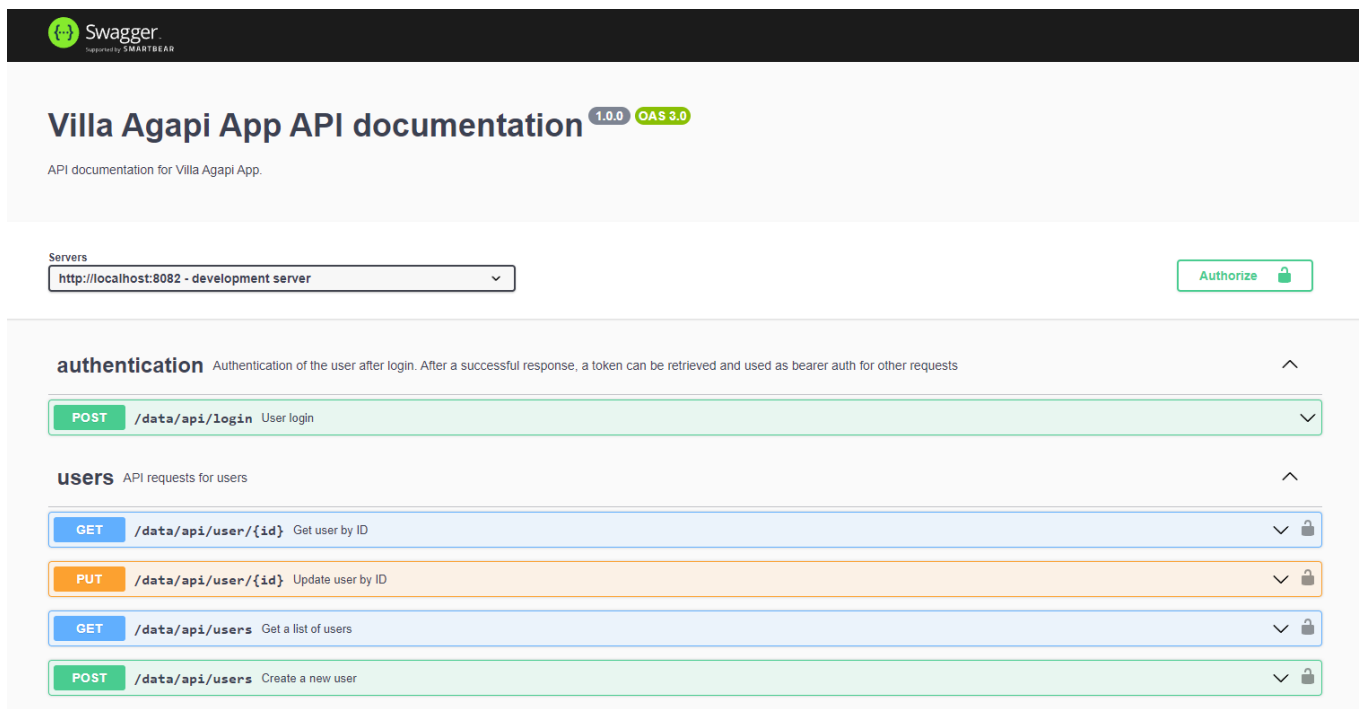 Swagger.
Supported by SMARTBEAR
Villa Agapi App API documentation 1.0.0 OAS 3.0
API documentation for Villa Agapi App.
Servers
http://localhost:8082 - development server
Authorize
authentication Authentication of the user after login. After a successful response, a token can be retrieved and used as bearer auth for other requests
POST /data/api/login User login
users API requests for users
GET /data/api/user/{id} Get user by ID
PUT /data/api/user/{id} Update user by ID
GET /data/api/users Get a list of users
POST /data/api/users Create a new user